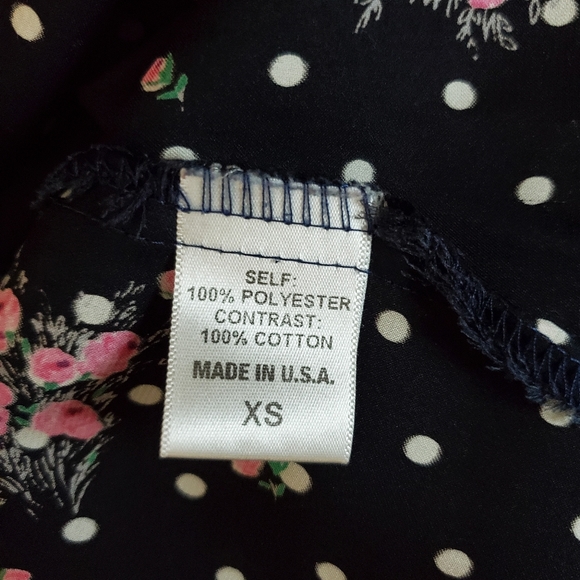 SELF:
100% POLYESTER
CONTRAST:
100% COTTON
MADE IN U.S.A.
XS